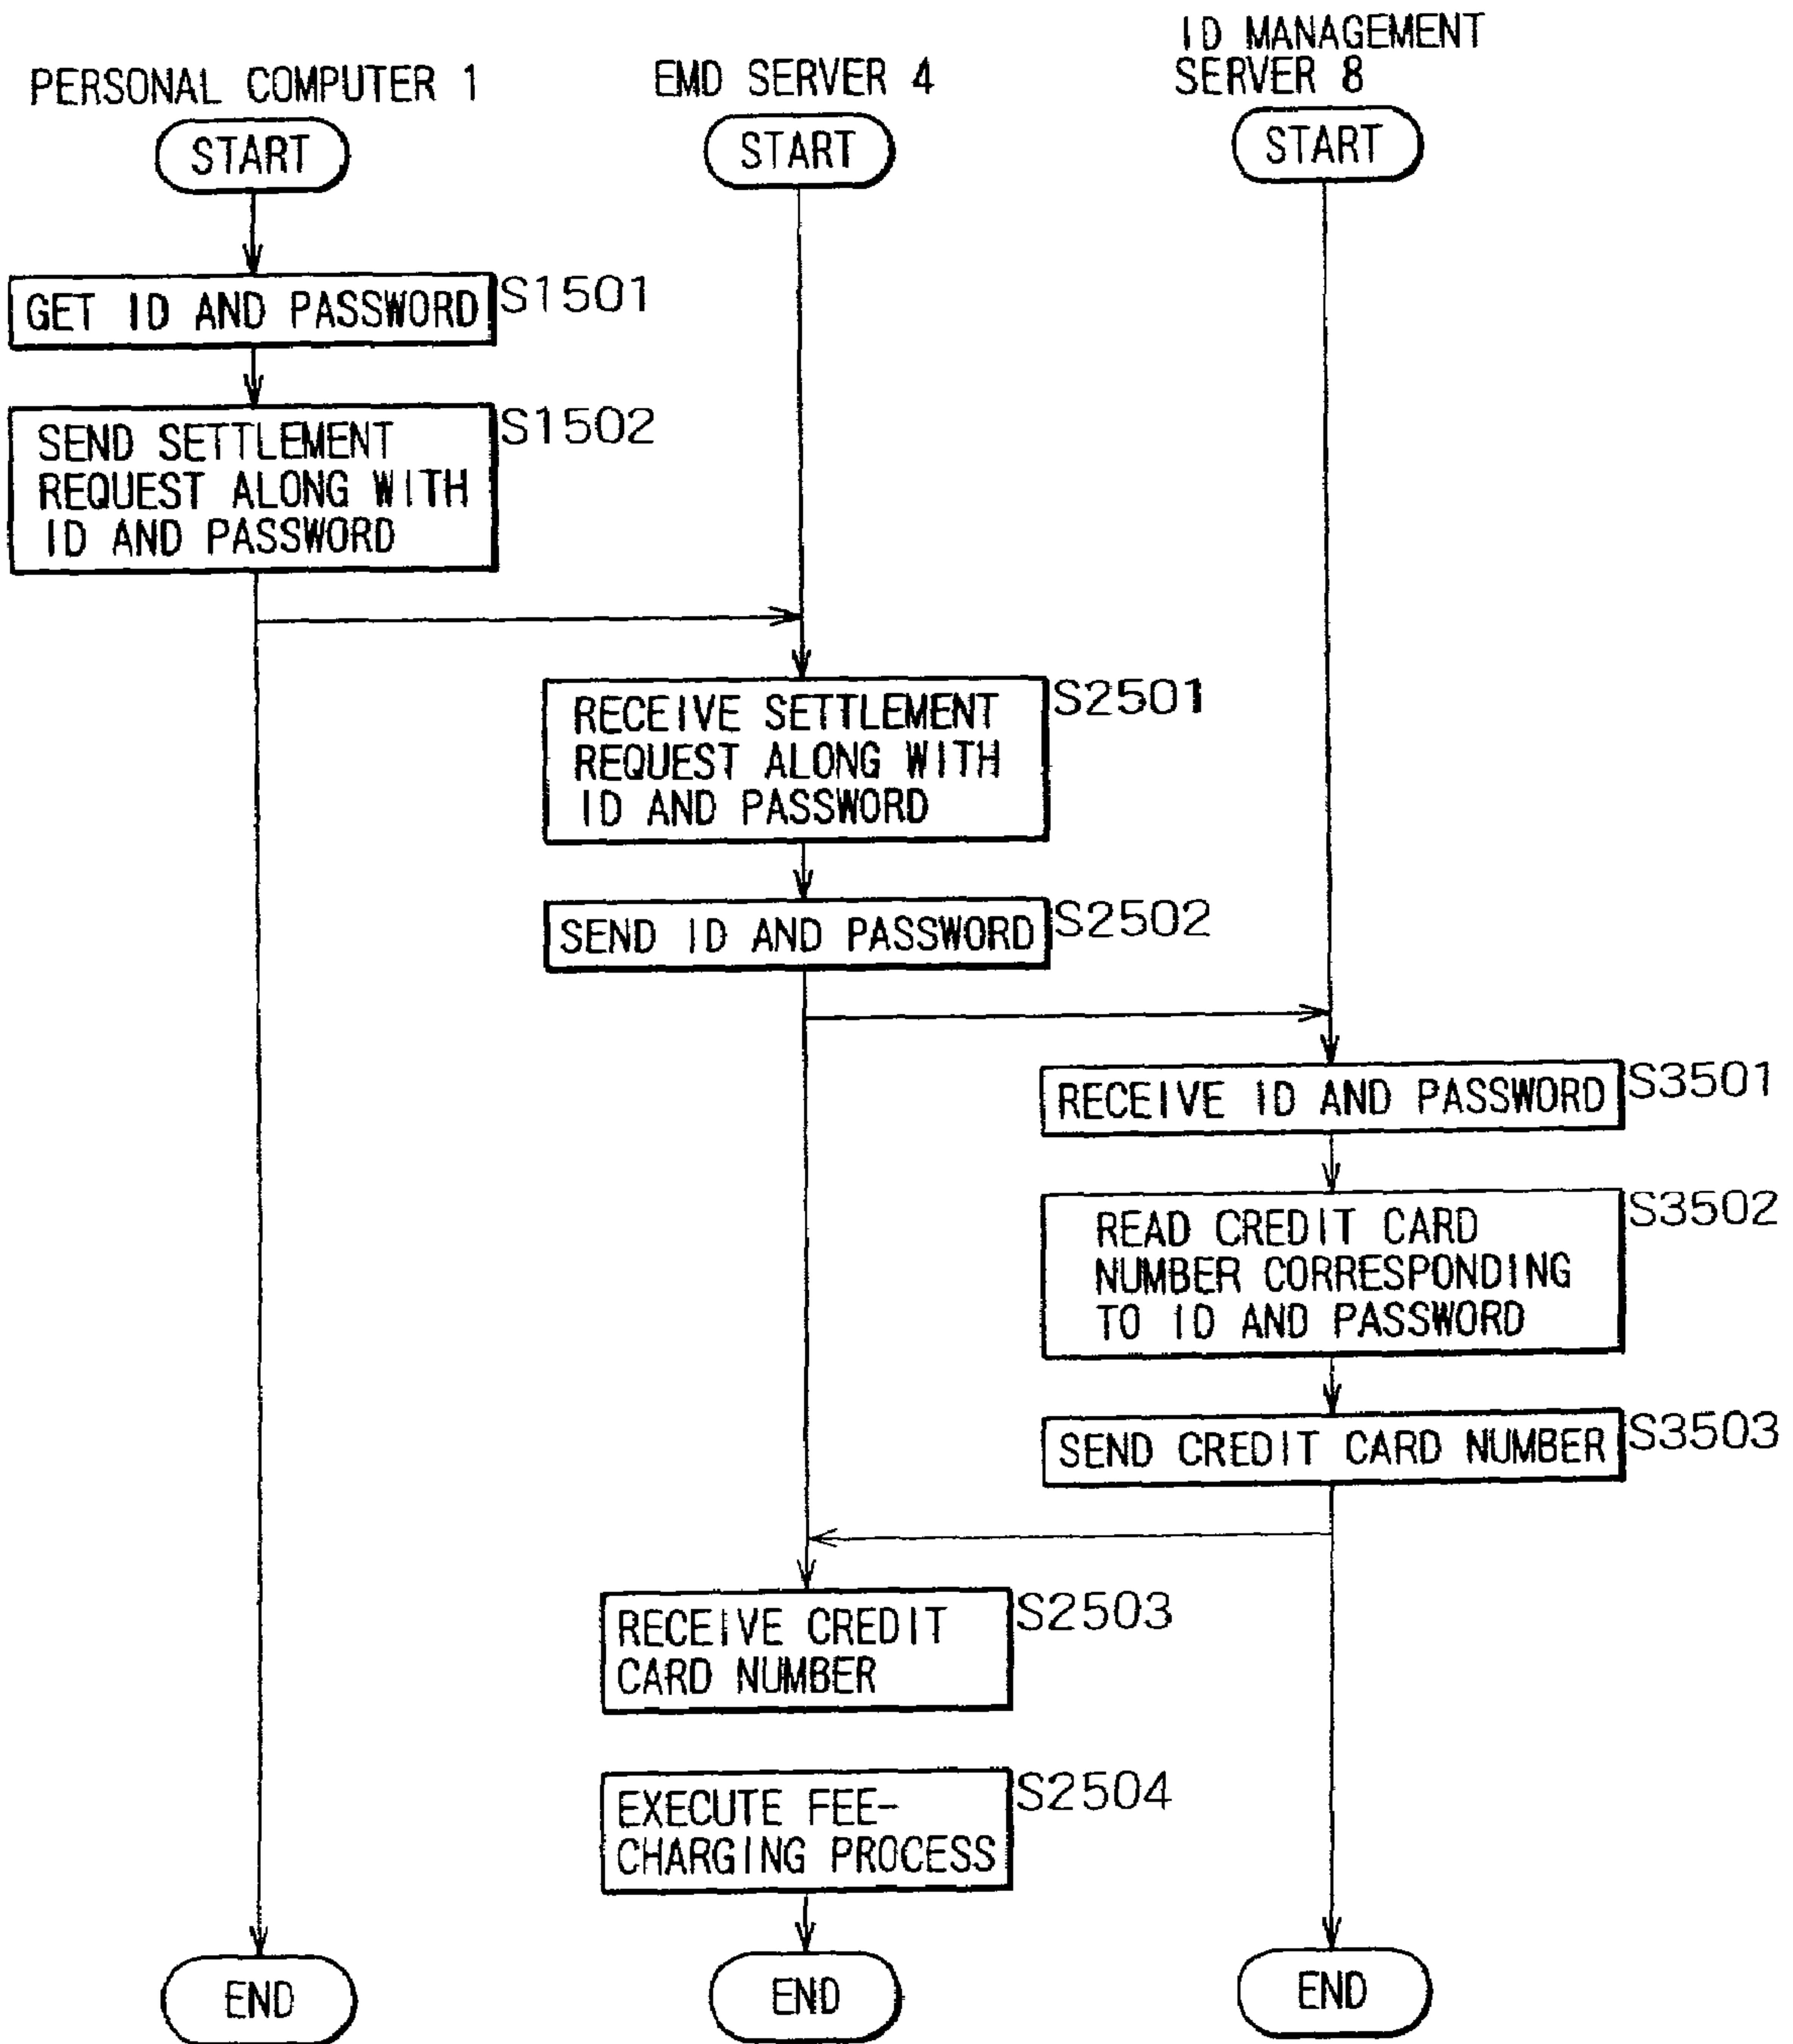 PERSONAL COMPUTER 1
EMD SERVER 4
ID MANAGEMENT
SERVER 8
START
START
START
GET ID AND PASSWORD
S1501
SEND SETTLEMENT
REQUEST ALONG WITH
ID AND PASSWORD
S1502
RECEIVE SETTLEMENT
REQUEST ALONG WITH
ID AND PASSWORD
S2501
SEND ID AND PASSWORD
S2502
RECEIVE ID AND PASSWORD
S3501
READ CREDIT CARD
NUMBER CORRESPONDING
TO ID AND PASSWORD
S3502
SEND CREDIT CARD NUMBER
S3503
RECEIVE CREDIT
CARD NUMBER
S2503
EXECUTE FEE-
CHARGING PROCESS
S2504
END
END
END